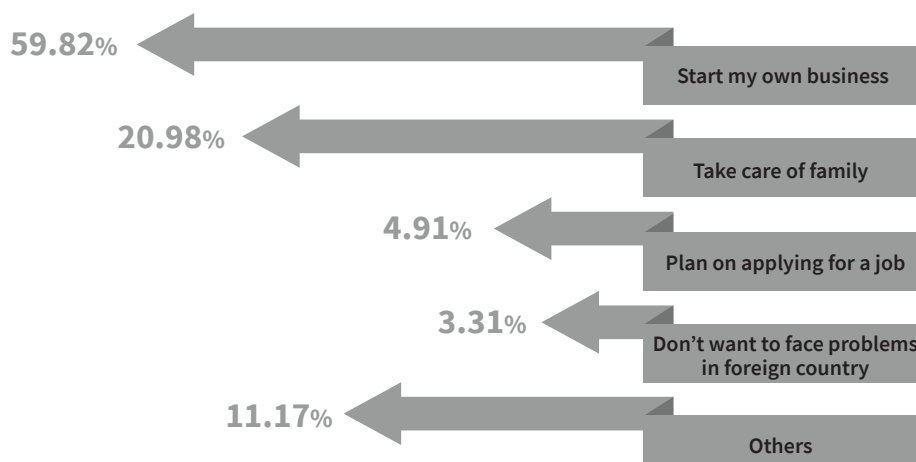 59.82%
Start my own business
20.98%
Take care of family
4.91%
Plan on applying for a job
3.31%
Don’t want to face problems
in foreign country
11.17%
Others